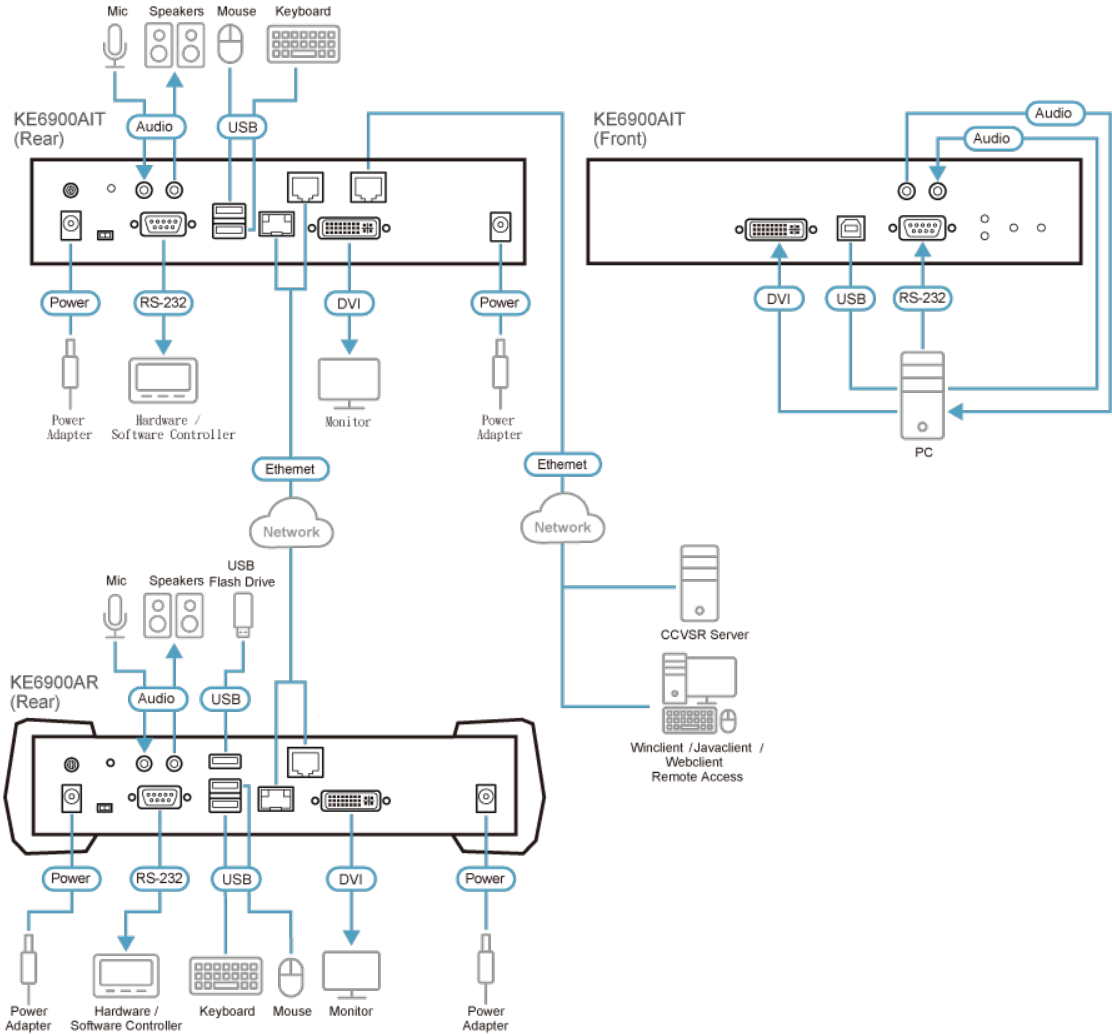 Mic
Speakers
Mouse
Keyboard
KE6900AIT
(Rear)
Audio
USB
KE6900AIT
(Front)
Audio
Audio
Power
RS-232
DVI
Power
DVI
USB
RS-232
Power
Adapter
Hardware /
Software Controller
Monitor
Power
Adapter
PC
Ethernet
Ethernet
Network
Network
Mic
Speakers
USB
Flash Drive
CCVSR Server
KE6900AR
(Rear)
Audio
USB
Winclient / Javaclient /
Webclient
Remote Access
Power
RS-232
USB
DVI
Power
Power
Adapter
Hardware /
Software Controller
Keyboard
Mouse
Monitor
Power
Adapter